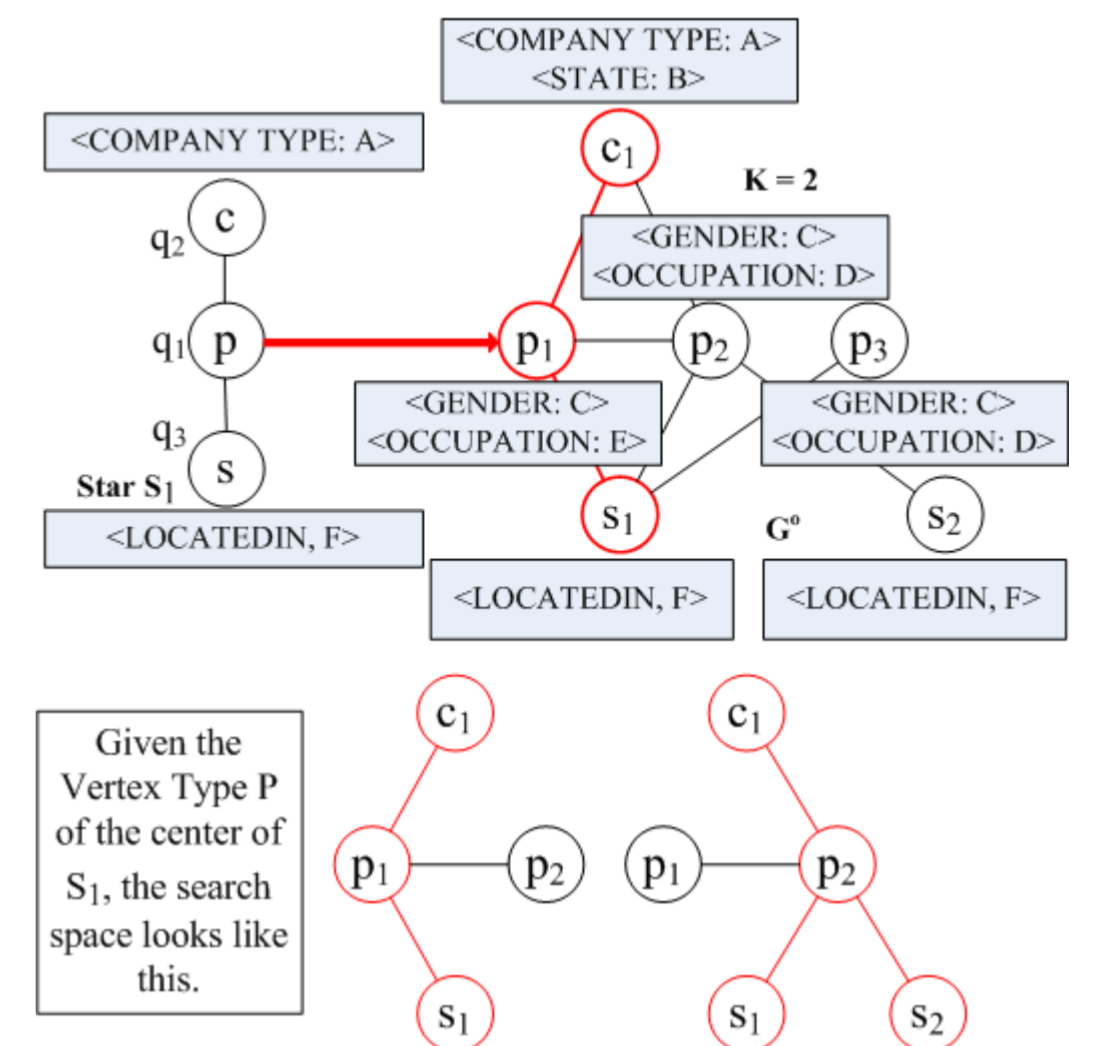 <COMPANY TYPE: A>
<STATE: B>
<COMPANY TYPE: A>
c₁
K = 2
c
q₂
<GENDER: C>
<OCCUPATION: D>
q₁
p
p₁
p₂
p₃
<GENDER: C>
<OCCUPATION: E>
<GENDER: C>
<OCCUPATION: D>
q₃
s
Star S₁
s₁
s₂
Gᵒ
<LOCATEDIN, F>
<LOCATEDIN, F>
<LOCATEDIN, F>
Given the
Vertex Type P
of the center of
S₁, the search
space looks like
this.
c₁
p₁
p₂
s₁
c₁
p₁
p₂
s₁
s₂